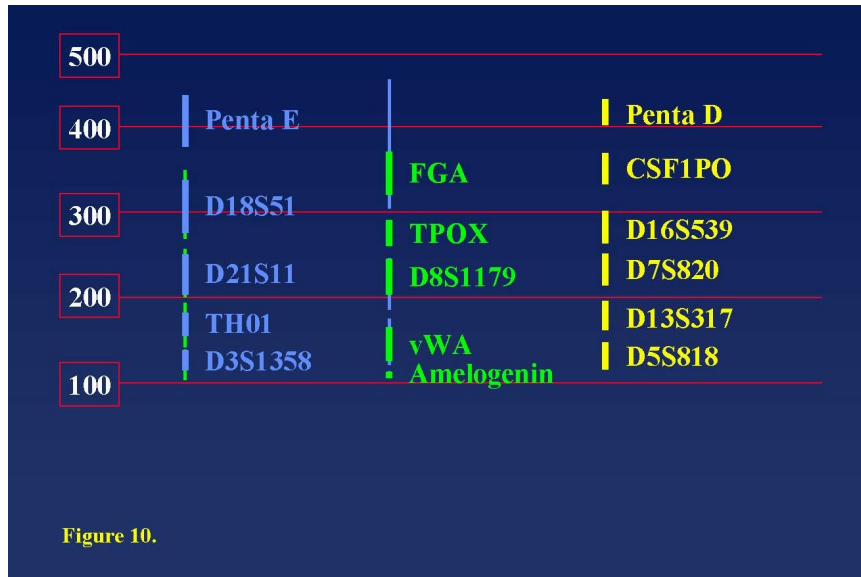 500
400
300
200
100
Penta E
D18S51
D21S11
TH01
D3S1358
FGA
TPOX
D8S1179
vWA
Amelogenin
Penta D
CSF1PO
D16S539
D7S820
D13S317
D5S818
Figure 10.